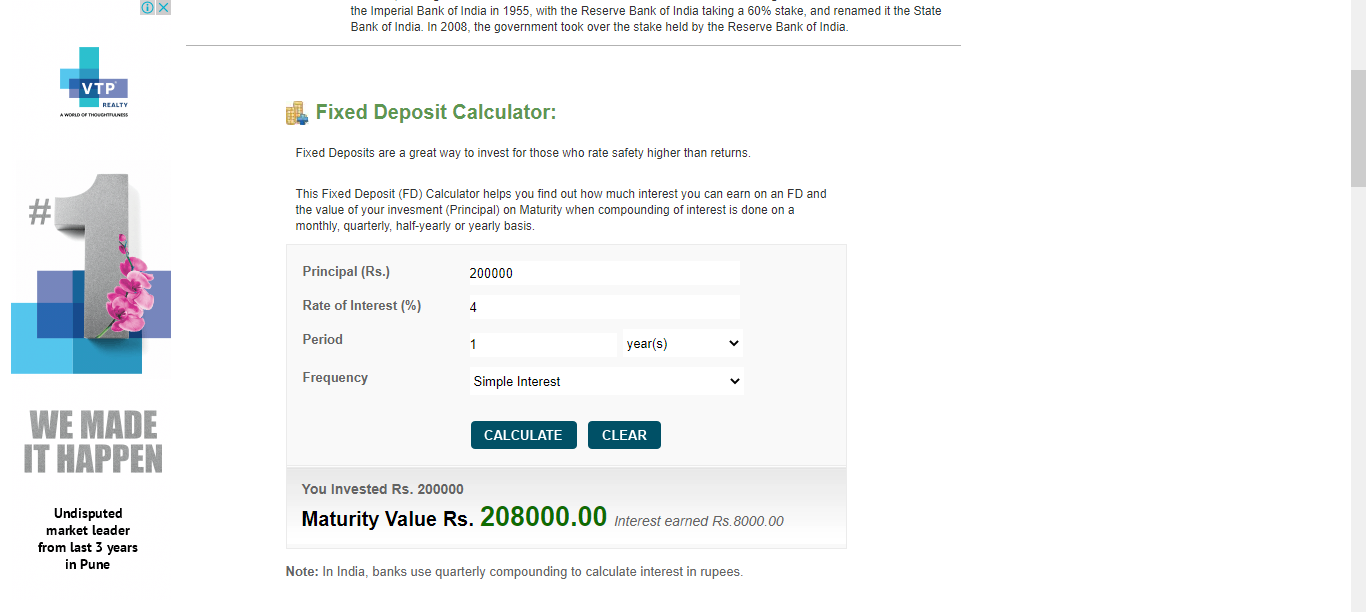 the Imperial Bank of India in 1955, with the Reserve Bank of India taking a 60% stake, and renamed it the State
Bank of India. In 2008, the government took over the stake held by the Reserve Bank of India.
VTP
REALTY
A WORLD OF THOUGHTFULNESS
#1
WE MADE
IT HAPPEN
Undisputed
market leader
from last 3 years
in Pune
Fixed Deposit Calculator:
Fixed Deposits are a great way to invest for those who rate safety higher than returns.
This Fixed Deposit (FD) Calculator helps you find out how much interest you can earn on an FD and
the value of your invesment (Principal) on Maturity when compounding of interest is done on a
monthly, quarterly, half-yearly or yearly basis.
Principal (Rs.) 200000
Rate of Interest (%) 4
Period 1 year(s)
Frequency Simple Interest
CALCULATE CLEAR
You Invested Rs. 200000
Maturity Value Rs. 208000.00 Interest earned Rs.8000.00
Note: In India, banks use quarterly compounding to calculate interest in rupees.